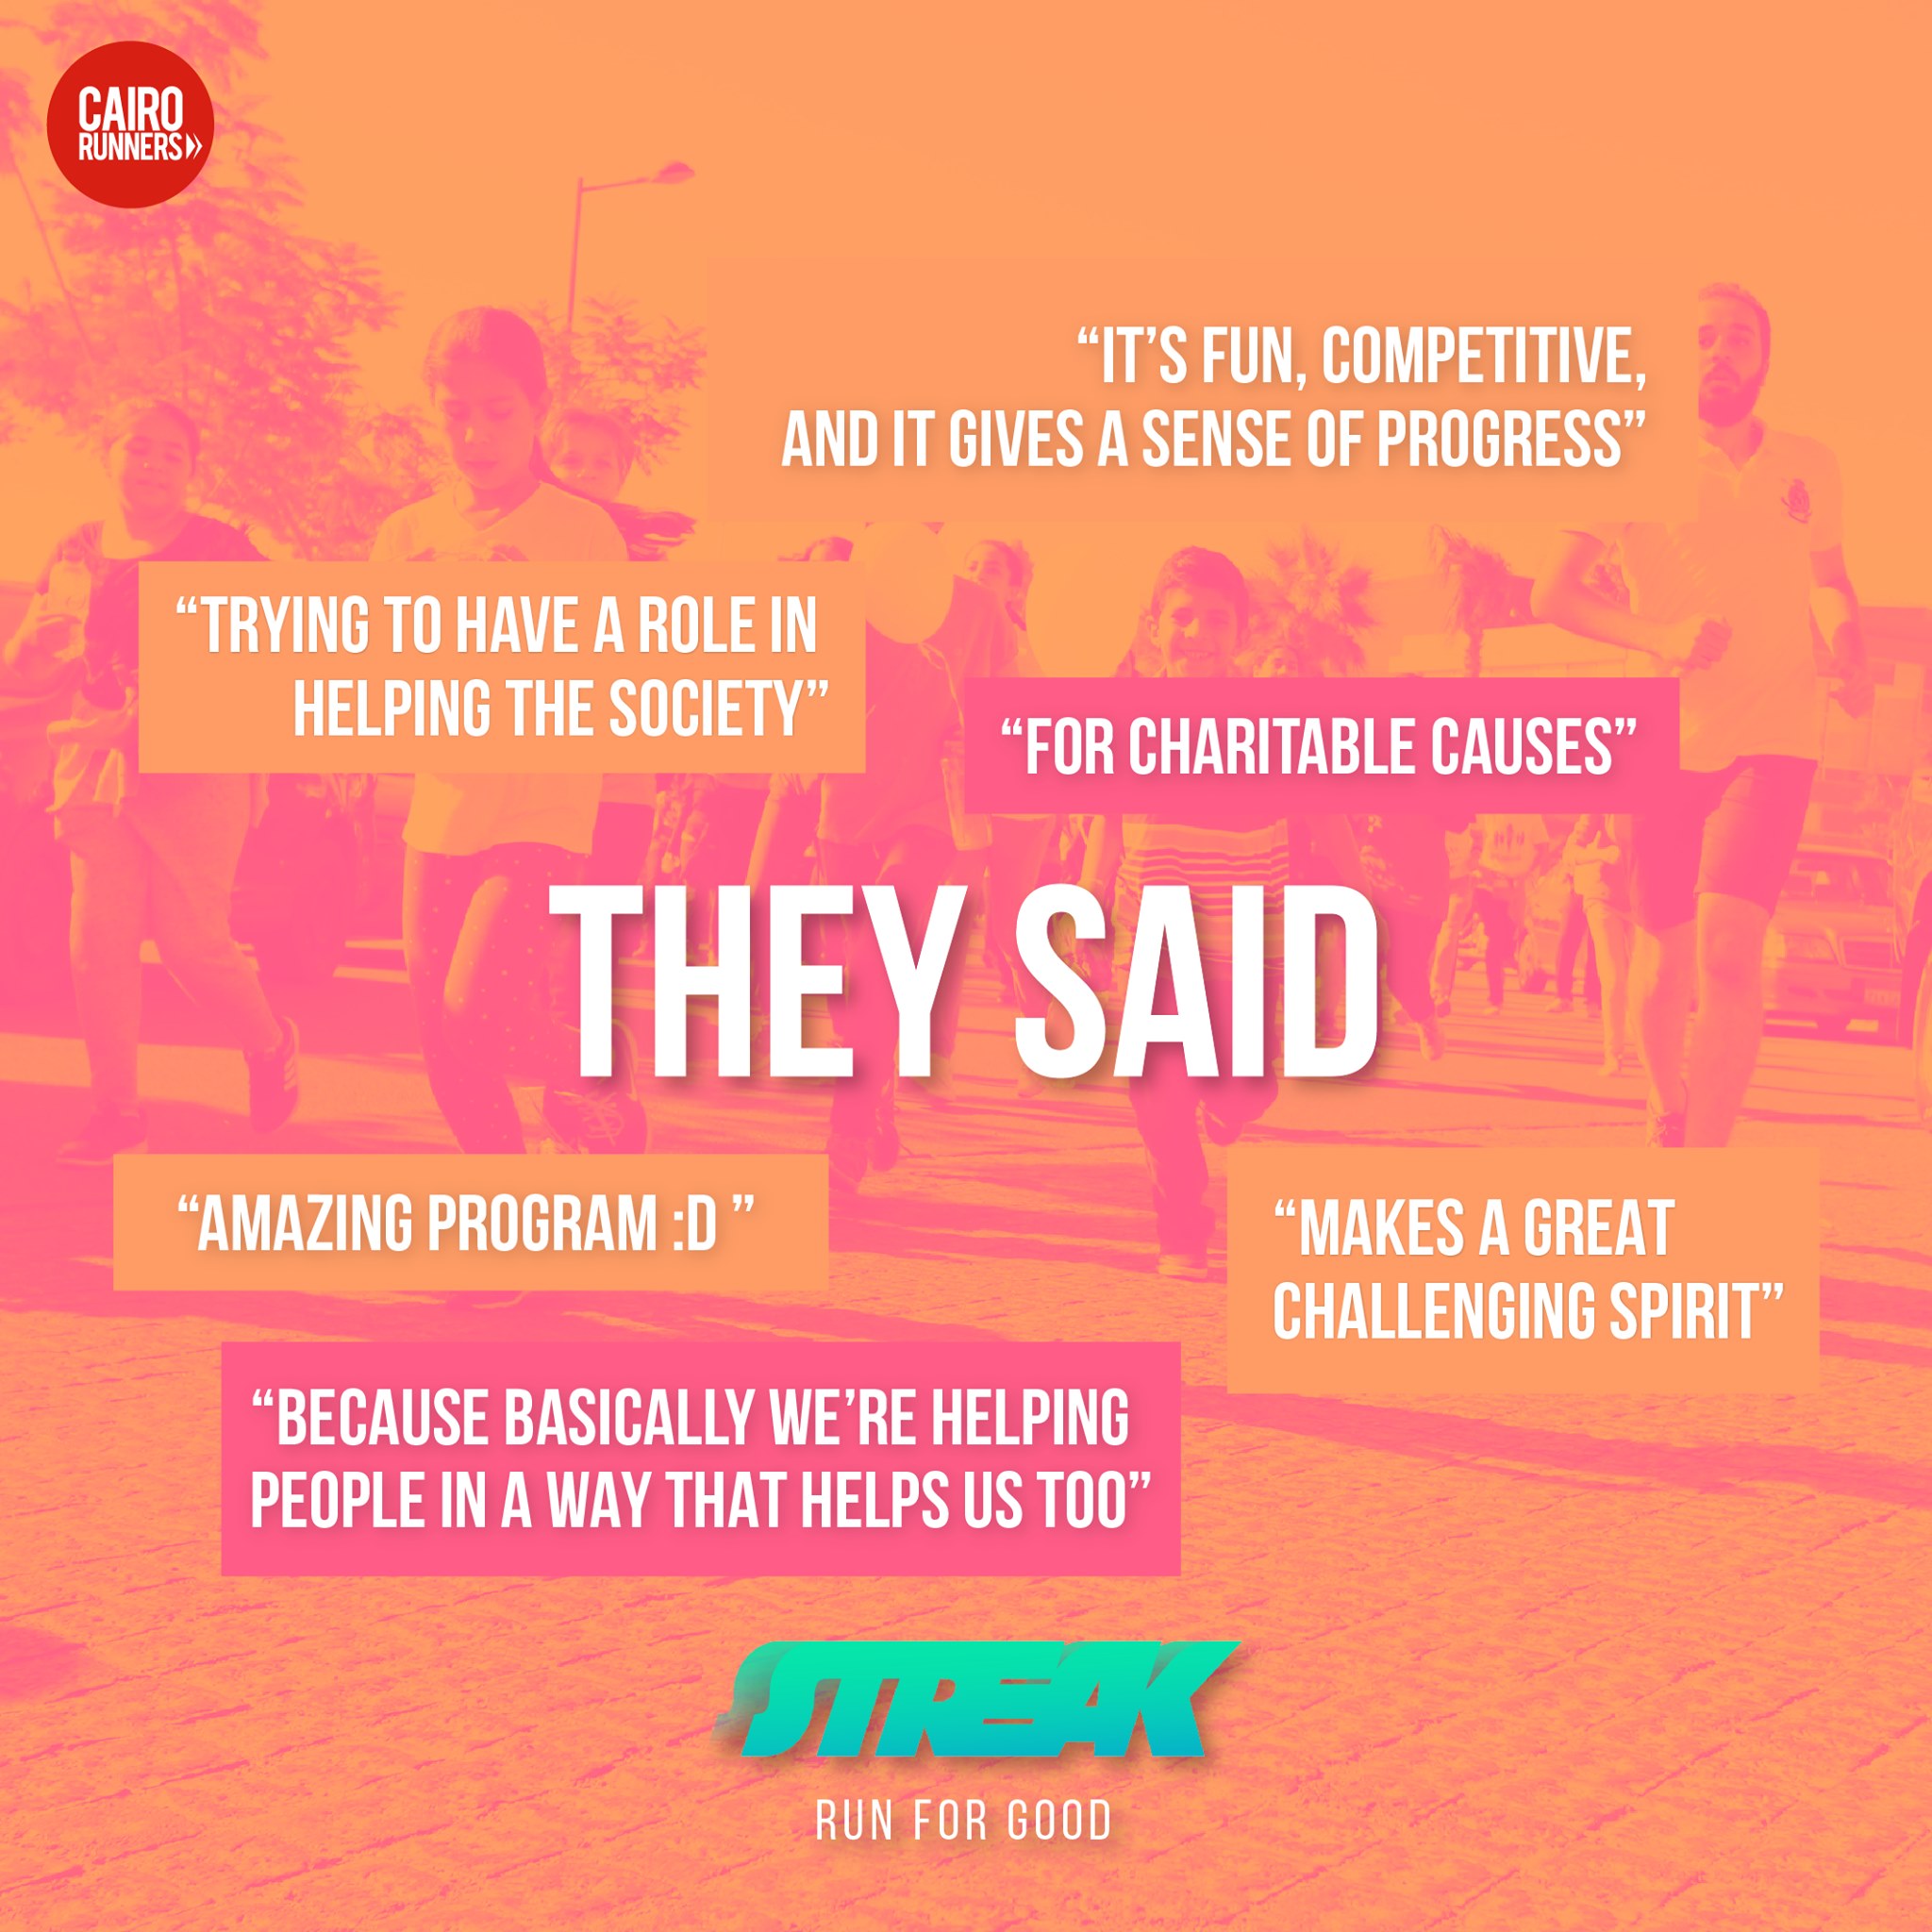 CAIRO
RUNNERS
“IT’S FUN, COMPETITIVE,
AND IT GIVES A SENSE OF PROGRESS”
“TRYING TO HAVE A ROLE IN
HELPING THE SOCIETY”
“FOR CHARITABLE CAUSES”
THEY SAID
“AMAZING PROGRAM :D ”
“MAKES A GREAT
CHALLENGING SPIRIT”
“BECAUSE BASICALLY WE’RE HELPING
PEOPLE IN A WAY THAT HELPS US TOO”
STREAK
RUN FOR GOOD